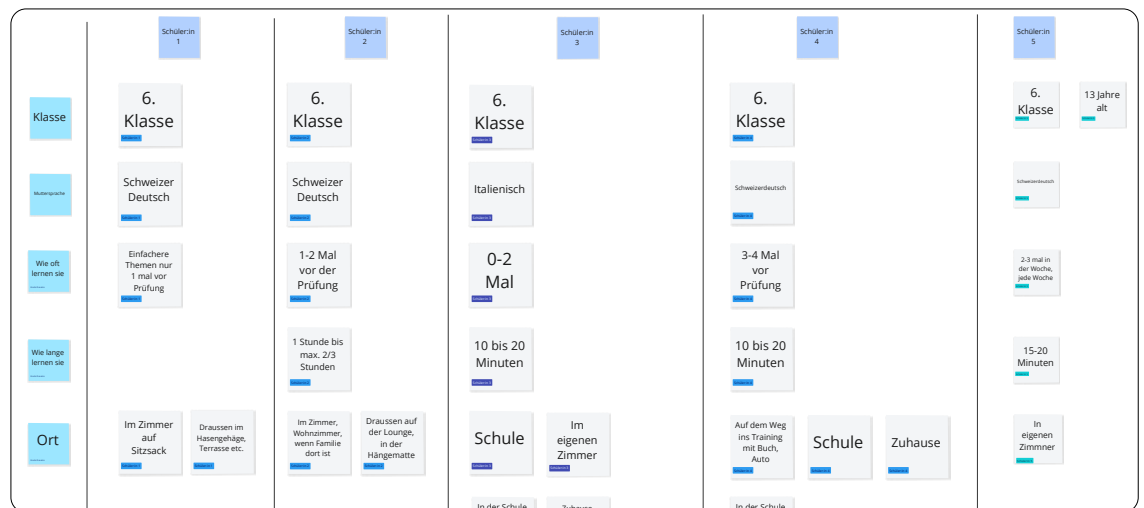 Schüler:in
1
Schüler:in
2
Schüler:in
3
Schüler:in
4
Schüler:in
5
Klasse
6.
Klasse
6.
Klasse
6.
Klasse
6.
Klasse
6.
Klasse
13 Jahre
alt
Muttersprache
Schweizer
Deutsch
Schweizer
Deutsch
Italienisch
Schweizerdeutsch
Schweizerdeutsch
Wie oft
lernen sie
Einfachere
Themen nur
1 mal vor
Prüfung
1-2 Mal
vor der
Prüfung
0-2
Mal
3-4 Mal
vor
Prüfung
2-3 mal in
der Woche,
jede Woche
Wie lange
lernen sie
1 Stunde bis
max. 2/3
Stunden
10 bis 20
Minuten
10 bis 20
Minuten
15-20
Minuten
Ort
Im Zimmer
auf
Sitzsack
Draussen im
Hasengehäge,
Terrasse etc.
Im Zimmer,
Wohnzimmer,
wenn Familie
dort ist
Draussen auf
der Lounge,
in der
Hängematte
Schule
Im
eigenen
Zimmer
Auf dem Weg
ins Training
mit Buch,
Auto
Schule
Zuhause
In
eigenen
Zimmner
In der Schule
Zuhause
In der Schule